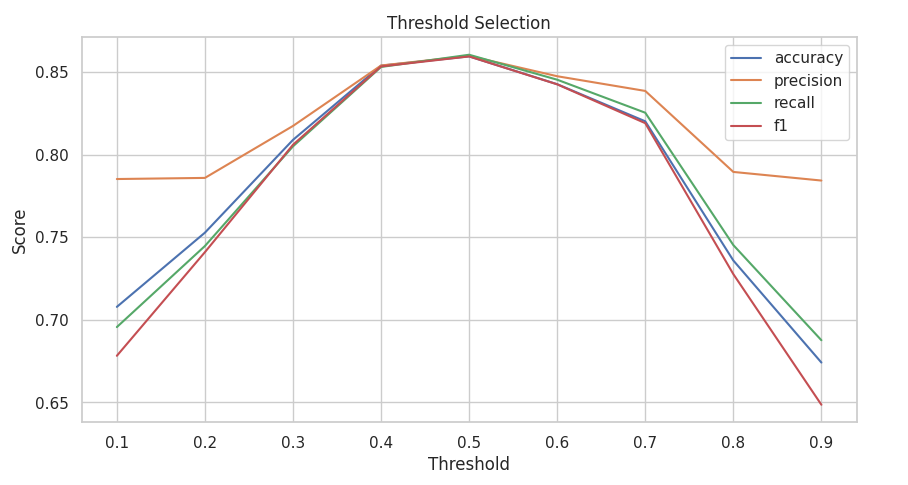 Threshold Selection
accuracy
precision
recall
f1
Score
0.85
0.80
0.75
0.70
0.65
0.1 0.2 0.3 0.4 0.5 0.6 0.7 0.8 0.9
Threshold